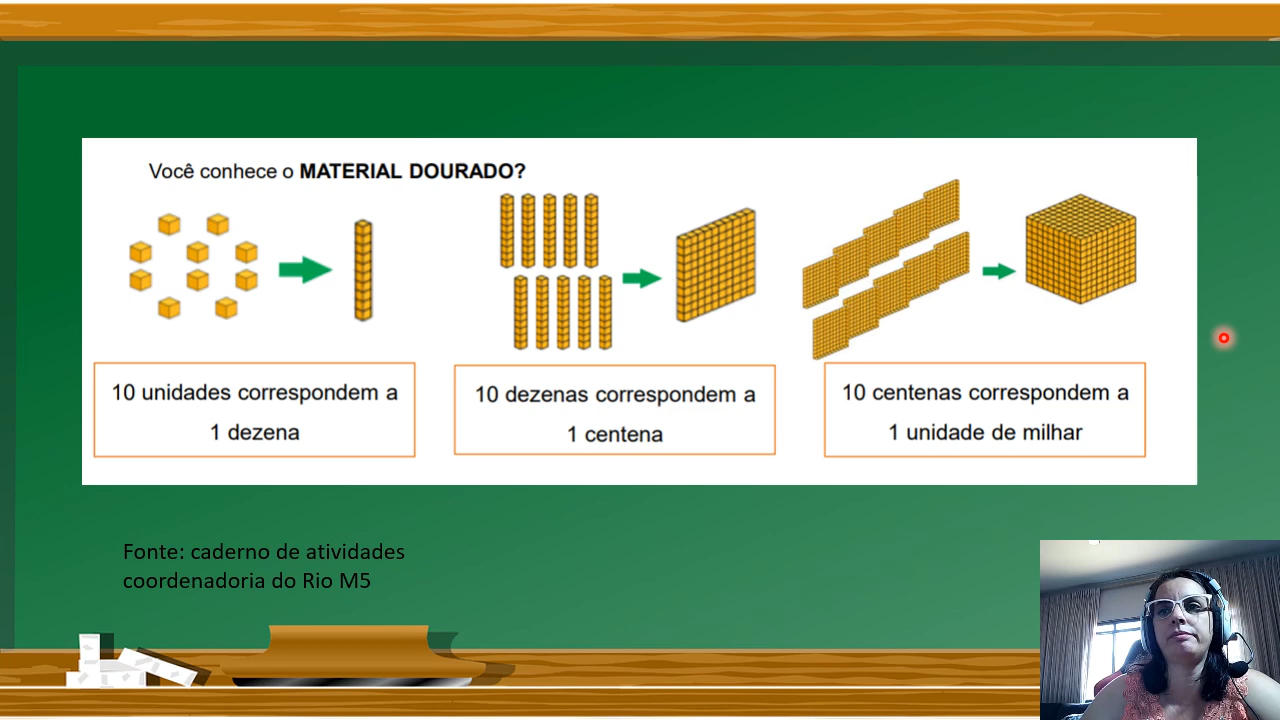 Você conhece o MATERIAL DOURADO?
10 unidades correspondem a
1 dezena
10 dezenas correspondem a
1 centena
10 centenas correspondem a
1 unidade de milhar
Fonte: caderno de atividades
coordenadoria do Rio M5